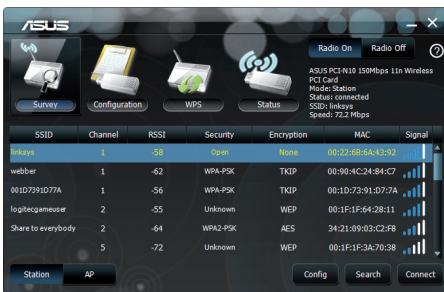 ASUS
Radio On Radio Off
ASUS PCI-N10 150Mbps 11n Wireless
PCI Card
Mode: Station
Status: connected
SSID: linksys
Speed: 72.2 Mbps
Survey Configuration WPS Status
SSID Channel RSSI Security Encryption MAC Signal
linksys 1 -58 Open None 00:22:6B:6A:43:92
webber 1 -62 WPA-PSK TKIP 00:90:4C:24:84:C7
001D7391D77A 1 -56 WPA-PSK TKIP 00:1D:73:91:D7:7A
logitecgameuser 2 -55 Unknown WEP 00:1F:1F:64:28:11
Share to everybody 2 -64 WPA2-PSK AES 34:21:09:03:C2:F8
5 -72 Unknown WEP 00:1F:1F:3A:70:38
Station AP Config Search Connect